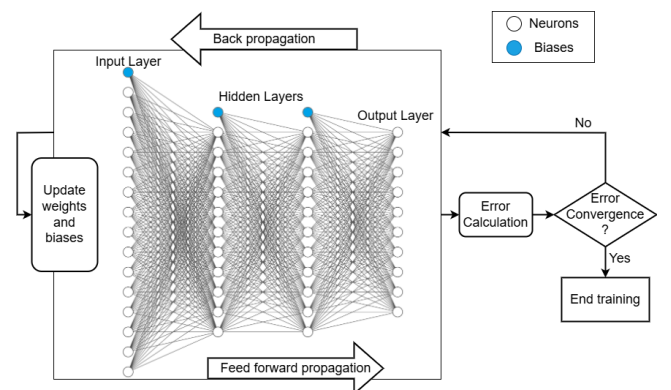 Back propagation
Neurons
Biases
Input Layer
Hidden Layers
Output Layer
No
Update
weights
and
biases
Error
Calculation
Error
Convergence
?
Yes
End training
Feed forward propagation